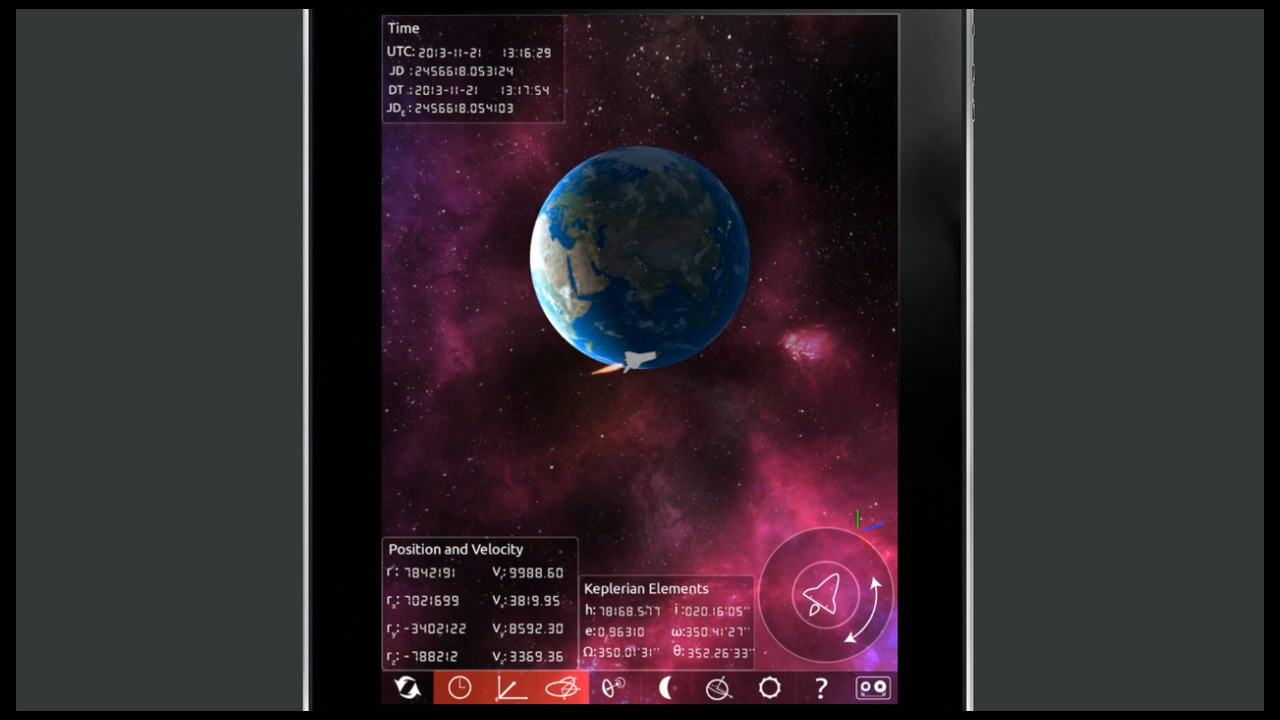 Time
UTC: 2013-11-21 13:16:29
JD : 2456618.053124
DT : 2013-11-21 13:17:54
JDE : 2456618.054103
Position and Velocity
r: 7842191 Vr: 9988.60
rx: 7021699 Vx: 3819.95
ry: -3402122 Vy: 8592.30
rz: -788212 Vz: 3369.36
Keplerian Elements
h: 78168.577 i :020.16'05''
e: 0.96310 ω:350.41'27''
Ω:350.01'31'' θ: 352.26'33''
?